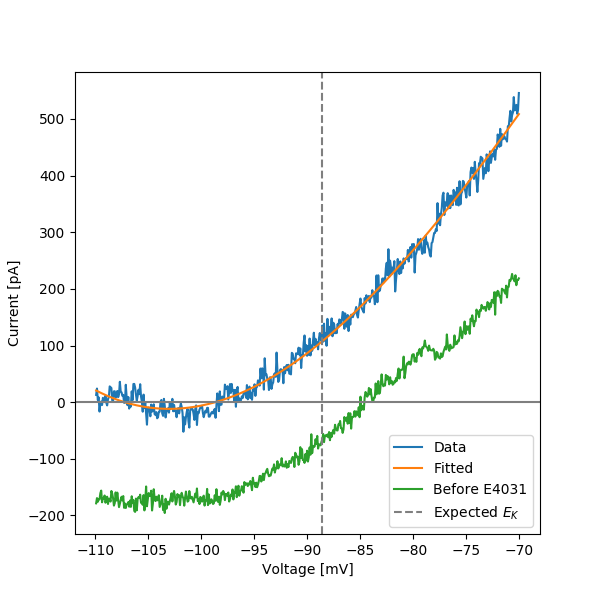 500
400
300
200
100
0
−100
−200
Current [pA]
Data
Fitted
Before E4031
Expected E_K
−110 −105 −100 −95 −90 −85 −80 −75 −70
Voltage [mV]